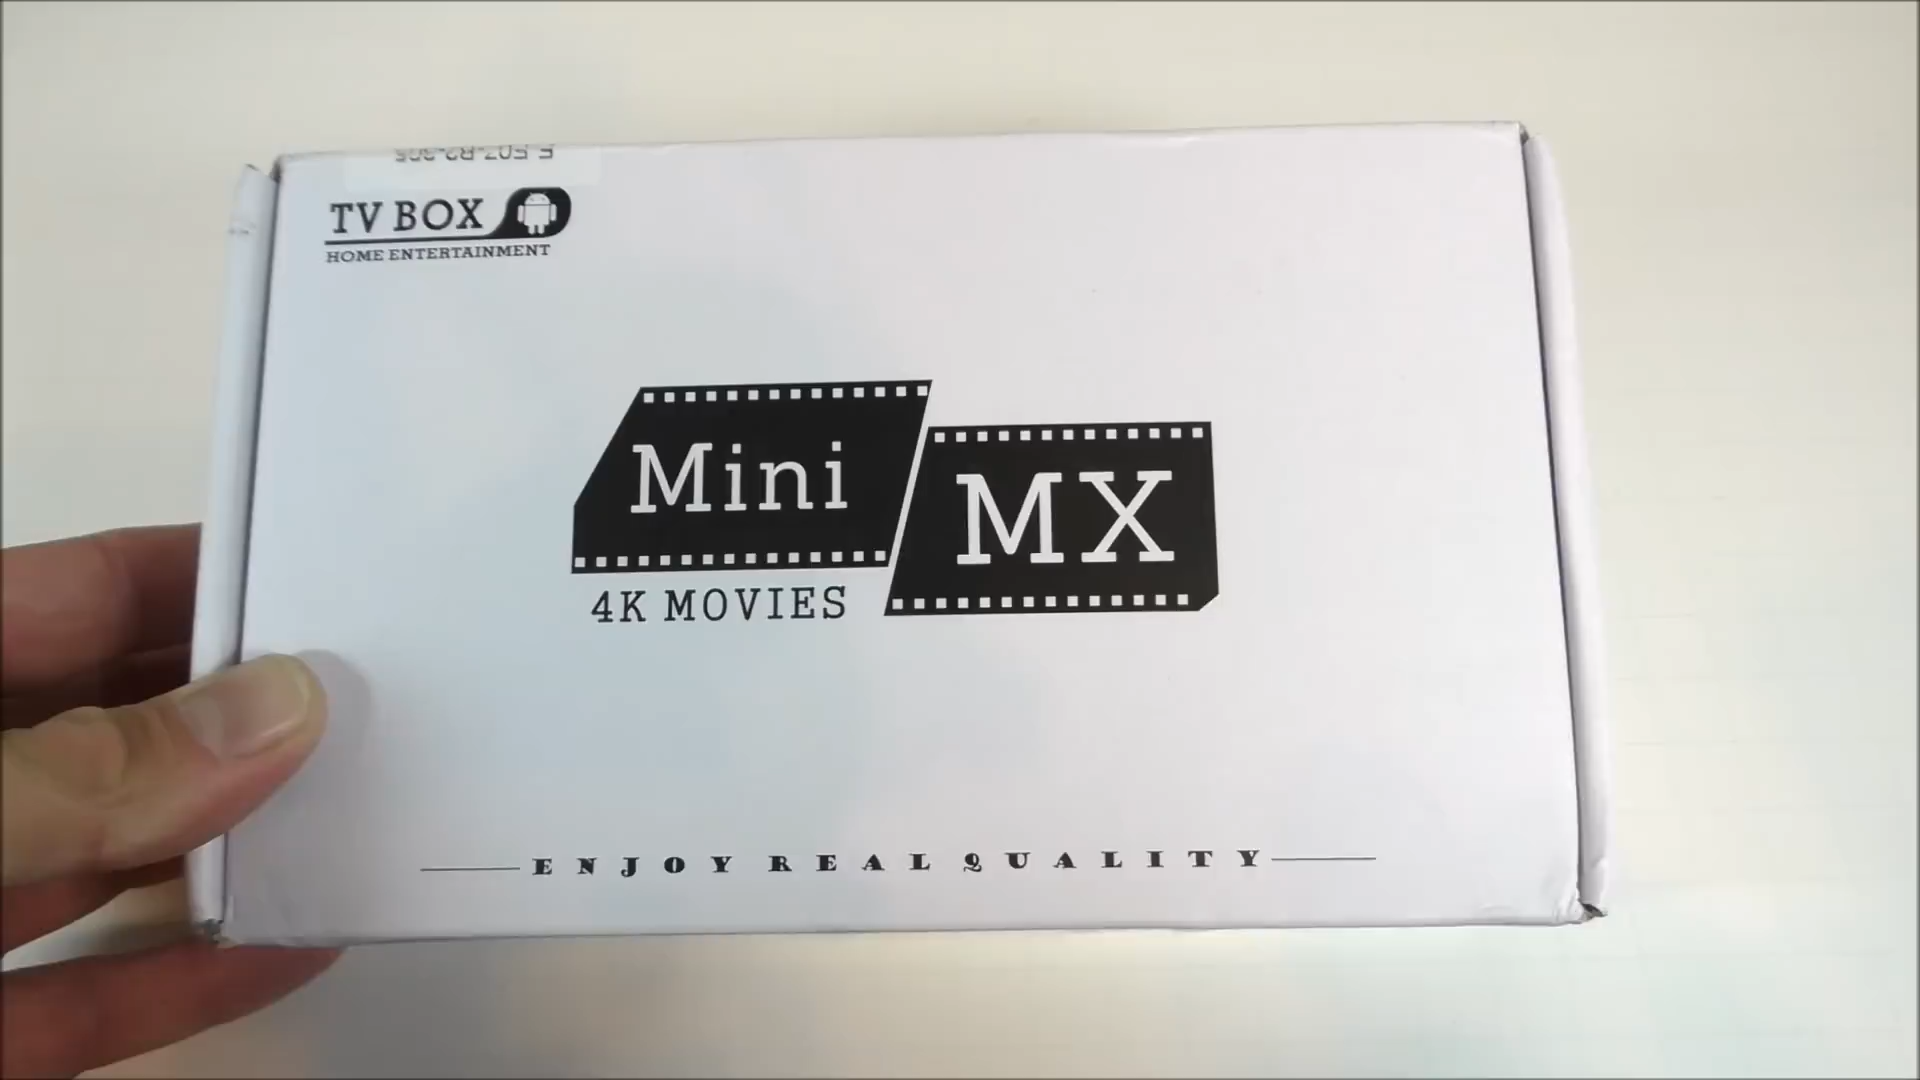 TV BOX
HOME ENTERTAINMENT
Mini
MX
4K MOVIES
ENJOY REAL QUALITY